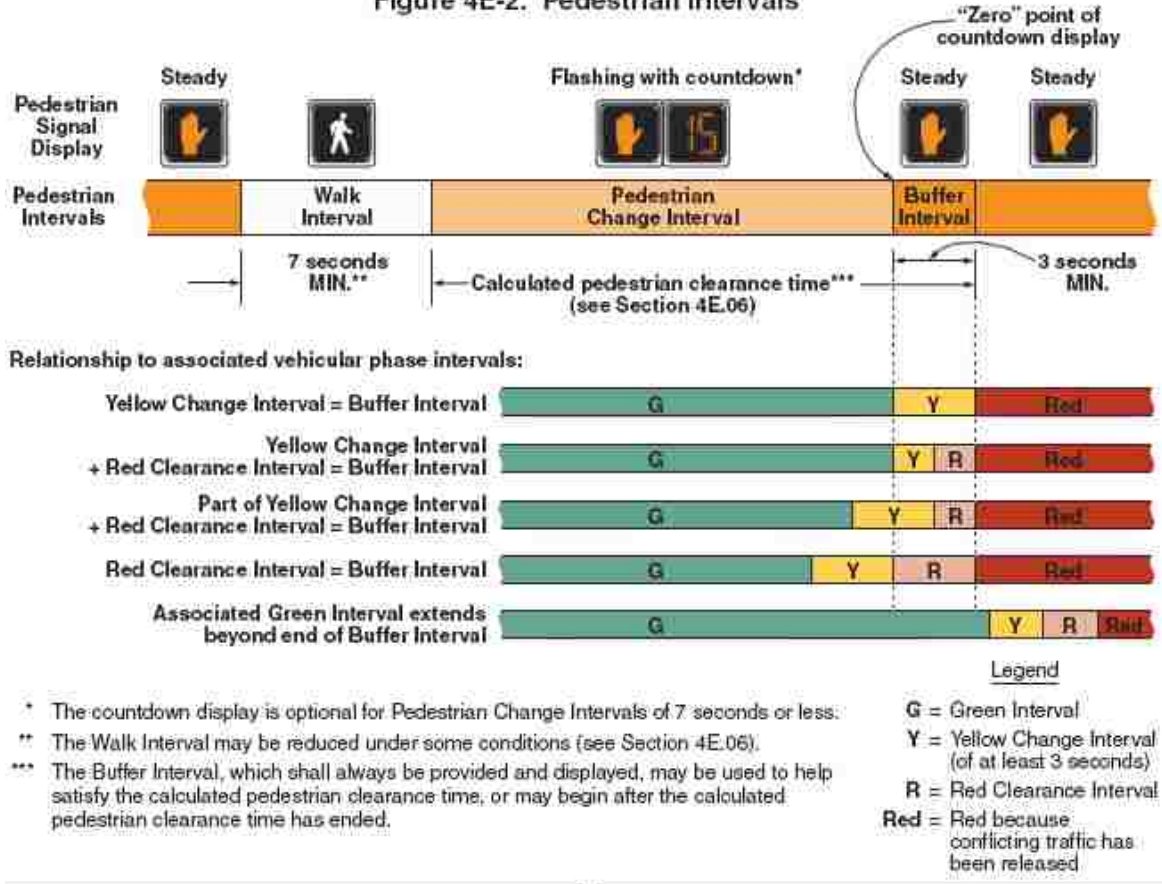 Figure 4E-2. Pedestrian Intervals
"Zero" point of
countdown display
Steady
Flashing with countdown*
Steady
Steady
Pedestrian
Signal
Display
15
Pedestrian
Intervals
Walk
Interval
Pedestrian
Change Interval
Buffer
Interval
7 seconds
MIN.**
Calculated pedestrian clearance time***
(see Section 4E.06)
3 seconds
MIN.
Relationship to associated vehicular phase intervals:
Yellow Change Interval = Buffer Interval
G
Y
Red
Yellow Change Interval
+ Red Clearance Interval = Buffer Interval
G
Y
R
Red
Part of Yellow Change Interval
+ Red Clearance Interval = Buffer Interval
G
Y
R
Red
Red Clearance Interval = Buffer Interval
G
Y
R
Red
Associated Green Interval extends
beyond end of Buffer Interval
G
Y
R
Red
* The countdown display is optional for Pedestrian Change Intervals of 7 seconds or less.
** The Walk Interval may be reduced under some conditions (see Section 4E.06).
*** The Buffer Interval, which shall always be provided and displayed, may be used to help
satisfy the calculated pedestrian clearance time, or may begin after the calculated
pedestrian clearance time has ended.
Legend
G = Green Interval
Y = Yellow Change Interval
(of at least 3 seconds)
R = Red Clearance Interval
Red = Red because
conflicting traffic has
been released